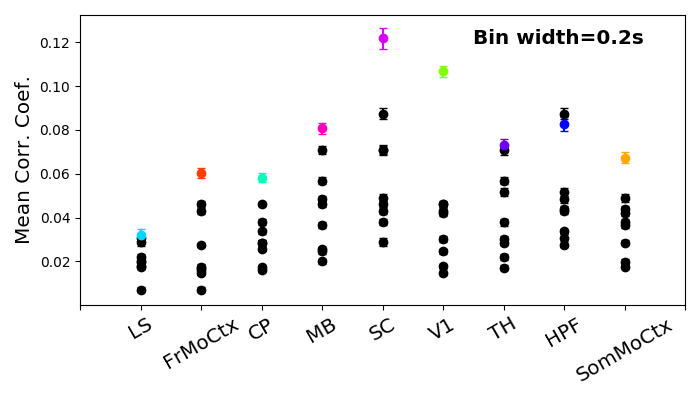 Bin width=0.2s
Mean Corr. Coef.
0.12
0.10
0.08
0.06
0.04
0.02
LS
FrMoCtx
CP
MB
SC
V1
TH
HPF
SomMoCtx